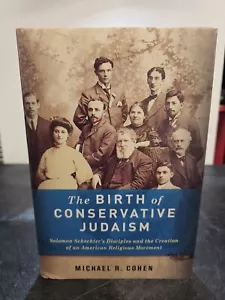 THE BIRTH OF
CONSERVATIVE
JUDAISM
Solomon Schechter's Disciples and the Creation
of an American Religious Movement
MICHAEL R. COHEN